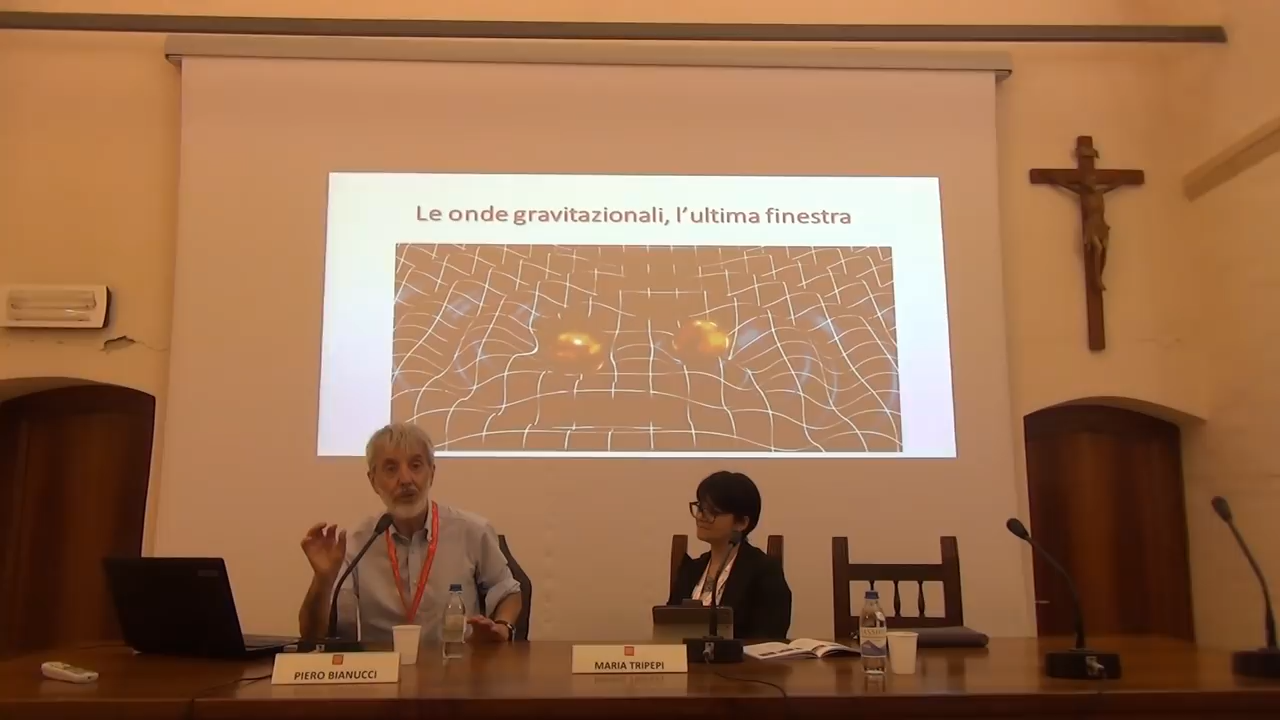 Le onde gravitazionali, l'ultima finestra
PIERO BIANUCCI
MARIA TRIPEPI